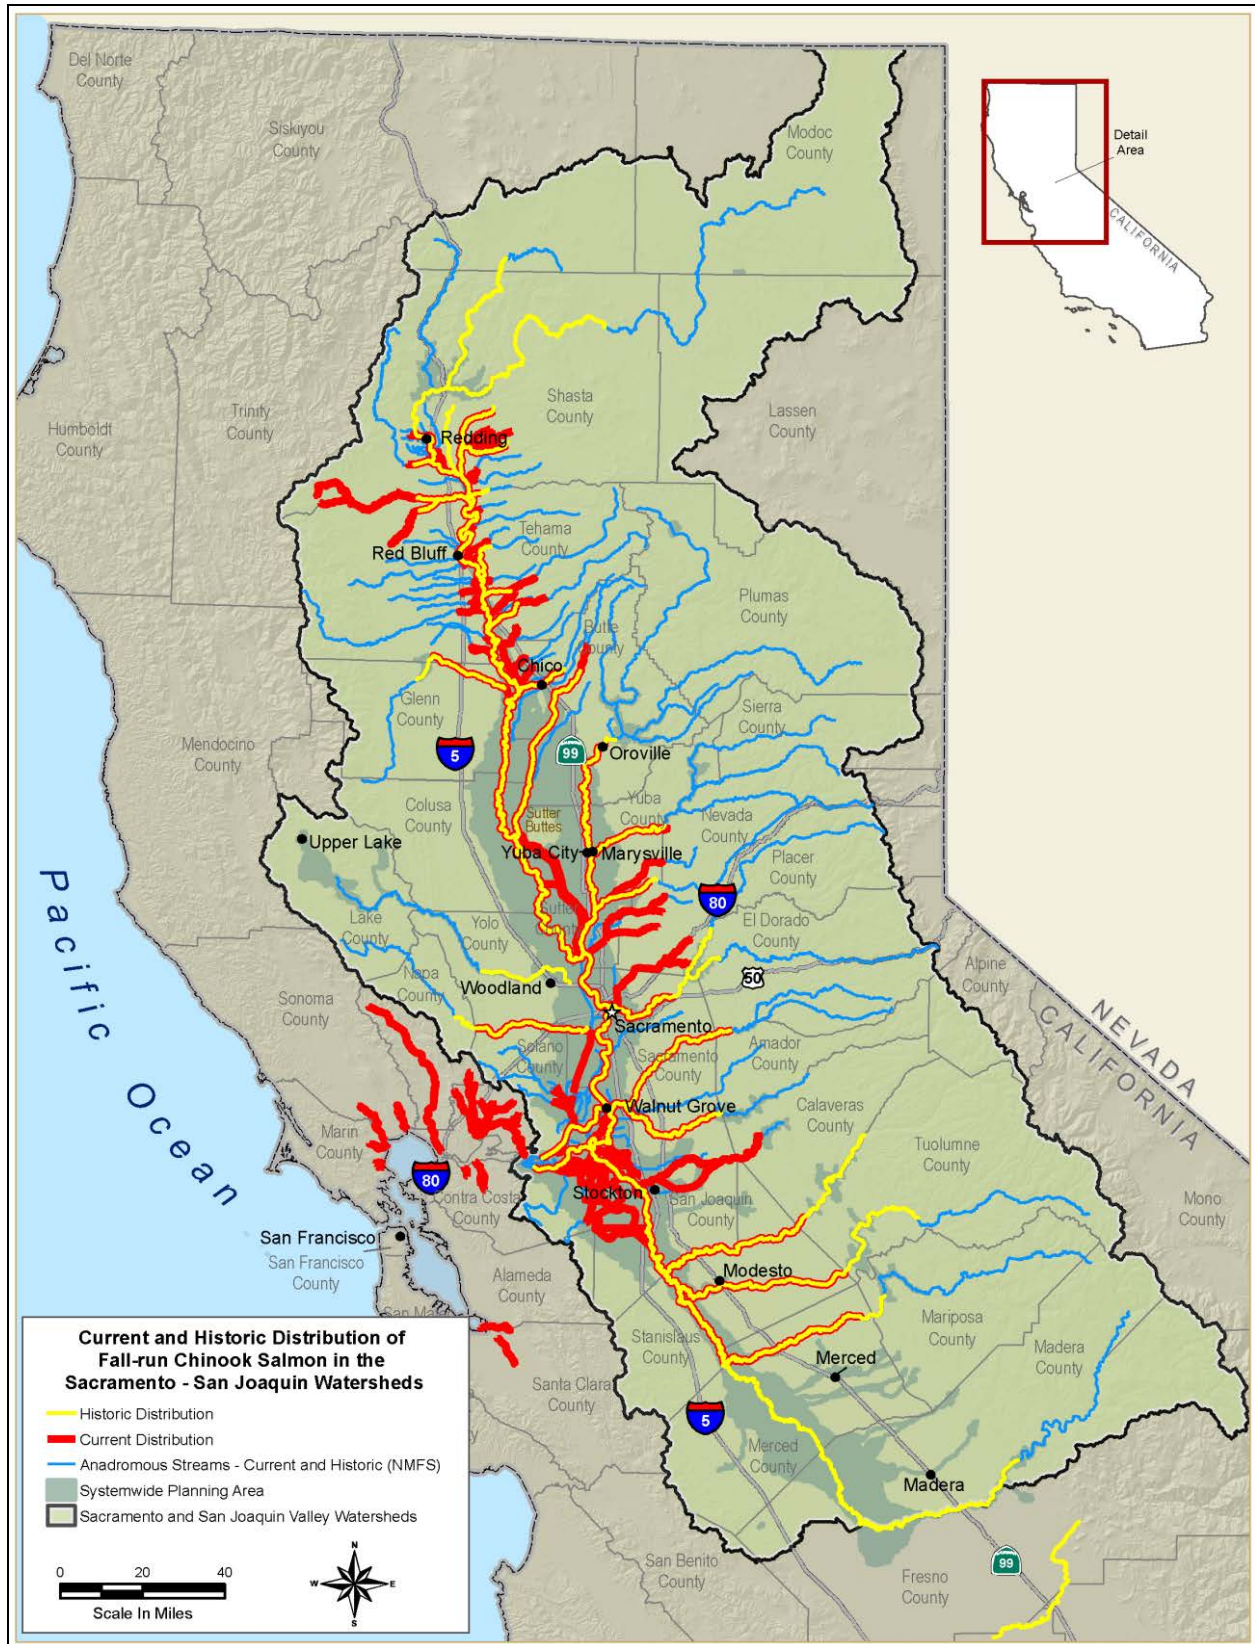 Del Norte
County
Siskiyou
County
Modoc
County
Detail
Area
CALIFORNIA
Humboldt
County
Trinity
County
Shasta
County
Lassen
County
Redding
Red Bluff
Tehama
County
Plumas
County
Butte
County
Chico
Glenn
County
Sierra
County
Mendocino
County
5
99
Oroville
Colusa
County
Sutter
Buttes
Yuba
County
Nevada
County
Upper Lake
Yuba City
Marysville
Placer
County
80
Lake
County
Yolo
County
Sutter
El Dorado
County
Napa
County
Woodland
50
Alpine
County
Sonoma
County
Sacramento
NEVADA
CALIFORNIA
Solano
County
Sacramento
County
Amador
County
Pacific Ocean
Walnut Grove
Calaveras
County
Marin
County
Tuolumne
County
80
Contra Costa
County
Stockton
San Joaquin
County
Mono
County
San Francisco
San Francisco
County
Alameda
County
Modesto
San Ma
Stanislaus
County
Mariposa
County
Madera
County
Merced
Santa Clara
County
5
Merced
County
Madera
San Benito
County
Fresno
County
99
Current and Historic Distribution of
Fall-run Chinook Salmon in the
Sacramento - San Joaquin Watersheds
Historic Distribution
Current Distribution
Anadromous Streams - Current and Historic (NMFS)
Systemwide Planning Area
Sacramento and San Joaquin Valley Watersheds
0 20 40
Scale In Miles
N
W E
S